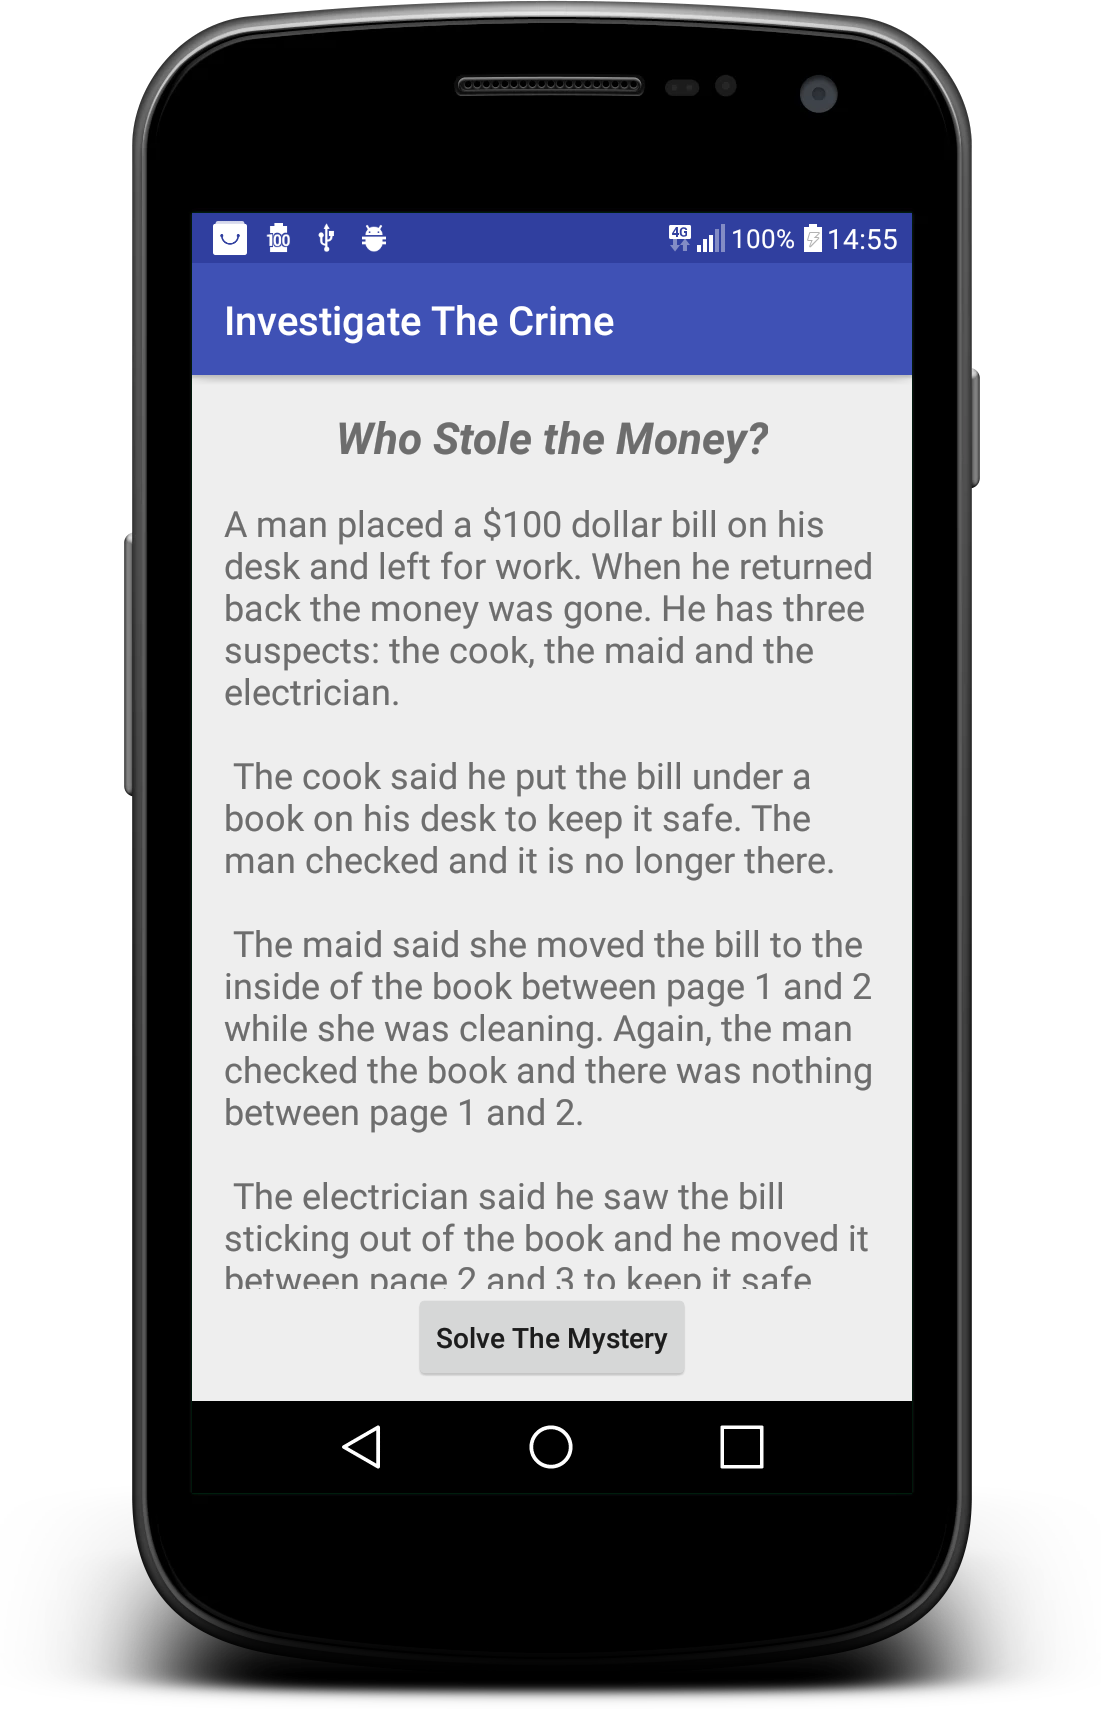 100
4G
100%
14:55
Investigate The Crime
Who Stole the Money?
A man placed a $100 dollar bill on his
desk and left for work. When he returned
back the money was gone. He has three
suspects: the cook, the maid and the
electrician.
The cook said he put the bill under a
book on his desk to keep it safe. The
man checked and it is no longer there.
The maid said she moved the bill to the
inside of the book between page 1 and 2
while she was cleaning. Again, the man
checked the book and there was nothing
between page 1 and 2.
The electrician said he saw the bill
sticking out of the book and he moved it
between page 2 and 3 to keep it safe
Solve The Mystery